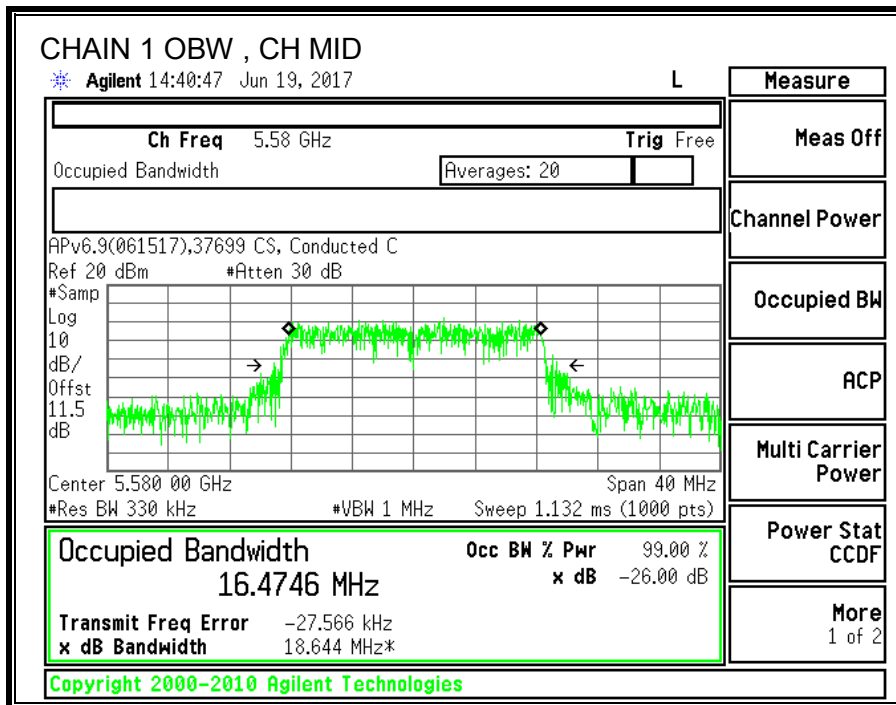 CHAIN 1 OBW , CH MID
Agilent 14:40:47 Jun 19, 2017 L
Measure
Ch Freq 5.58 GHz Trig Free
Occupied Bandwidth Averages: 20
APv6.9(061517),37699 CS, Conducted C
Ref 20 dBm #Atten 30 dB
#Samp
Log
10
dB/
Offst
11.5
dB
Center 5.580 00 GHz Span 40 MHz
#Res BW 330 kHz #VBW 1 MHz Sweep 1.132 ms (1000 pts)
Occupied Bandwidth Occ BW % Pwr 99.00 %
16.4746 MHz x dB -26.00 dB
Transmit Freq Error -27.566 kHz
x dB Bandwidth 18.644 MHz*
Copyright 2000-2010 Agilent Technologies
Meas Off
Channel Power
Occupied BW
ACP
Multi Carrier
Power
Power Stat
CCDF
More
1 of 2